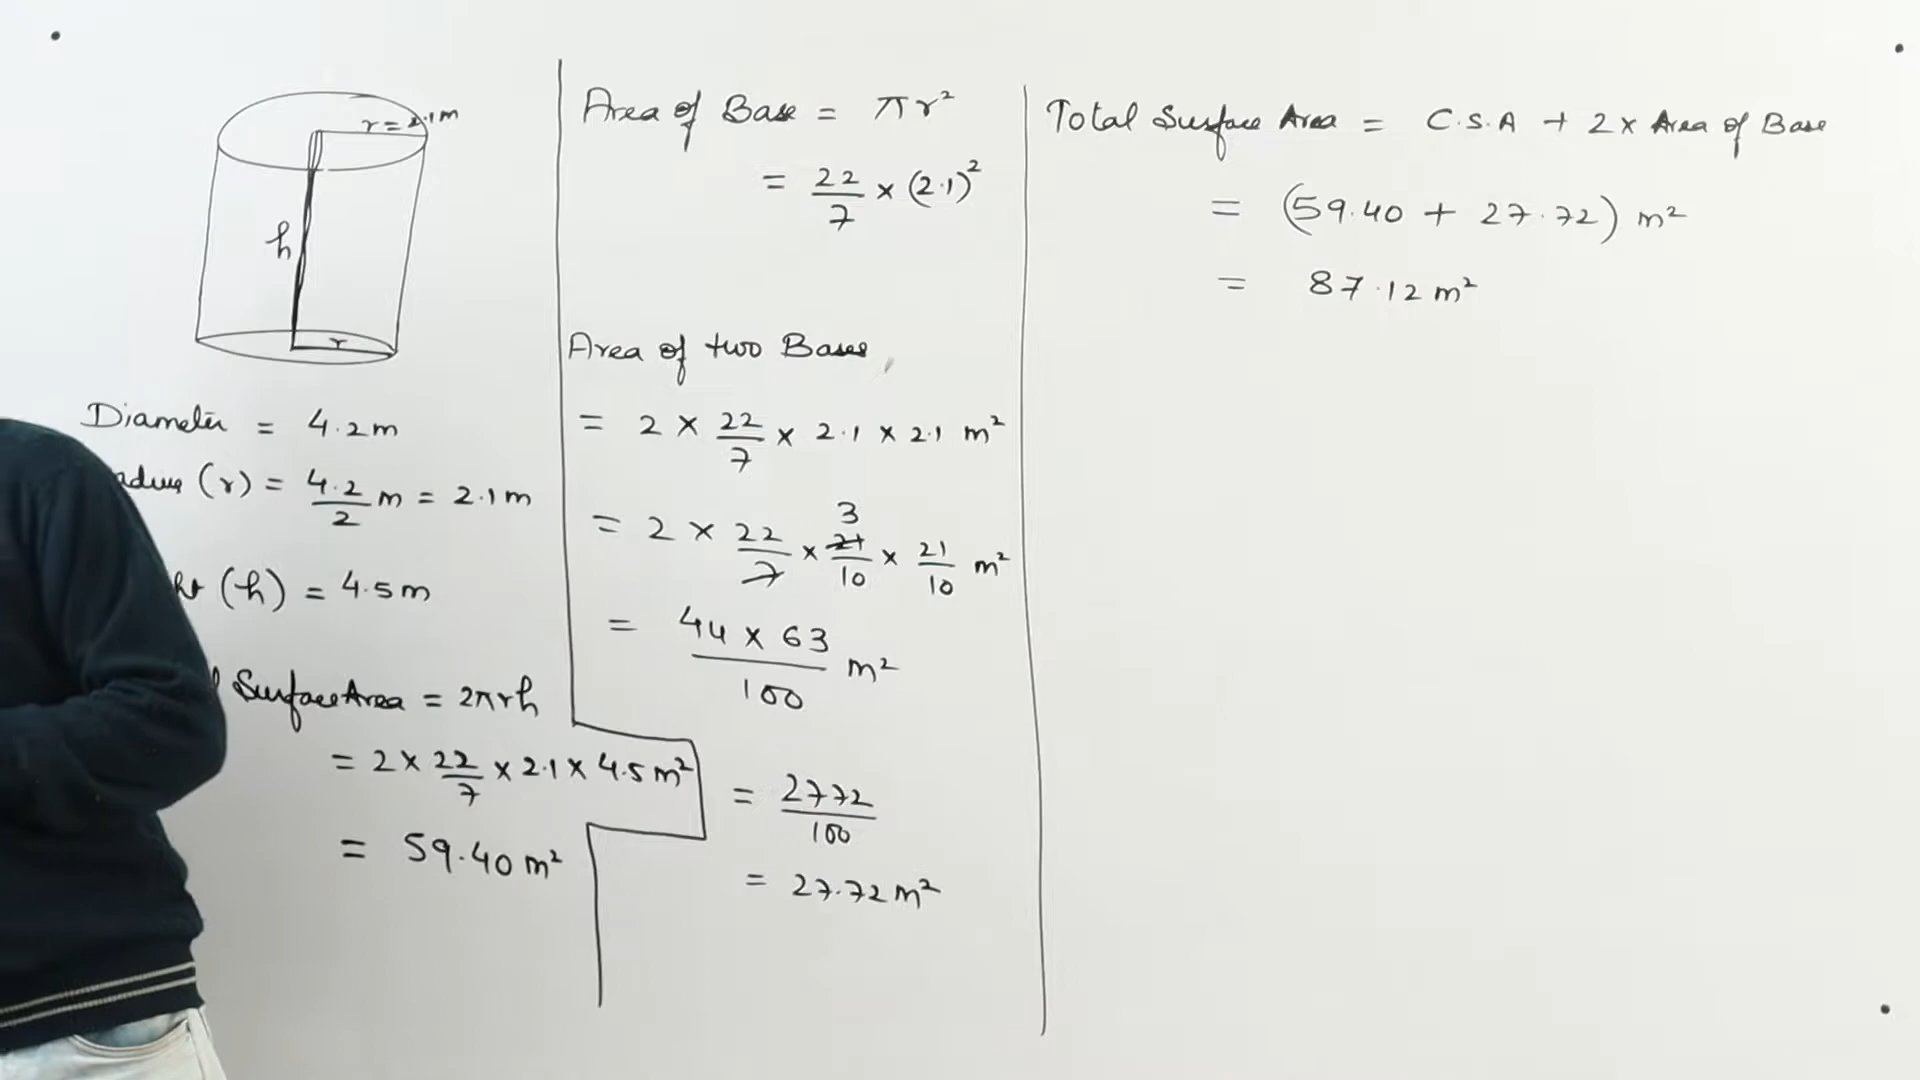 r = 2.1m
h
r
Diameter = 4.2m
(r) = 4.2/2 m = 2.1m
(h) = 4.5m
Surface Area = 2πrh
= 2 × 22/7 × 2.1 × 4.5 m²
= 59.40 m²
Area of Base = πr²
= 22/7 × (2.1)²
Area of two Bases
= 2 × 22/7 × 2.1 × 2.1 m²
3
= 2 × 22/7 × 21/10 × 21/10 m²
= 44 × 63/100 m²
= 2772/100
= 27.72 m²
Total Surface Area = C.S.A + 2 × Area of Base
= (59.40 + 27.72) m²
= 87.12 m²